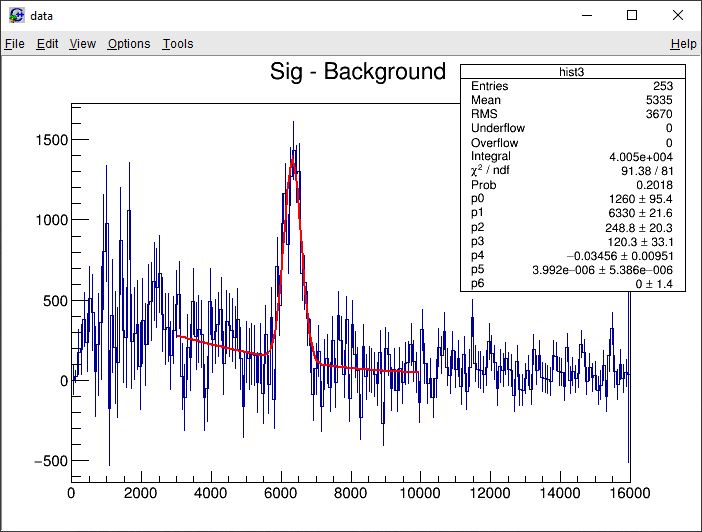 data
File Edit View Options Tools Help
Sig - Background
hist3
Entries 253
Mean 5335
RMS 3670
Underflow 0
Overflow 0
Integral 4.005e+004
χ² / ndf 91.38 / 81
Prob 0.2018
p0 1260 ± 95.4
p1 6330 ± 21.6
p2 248.8 ± 20.3
p3 120.3 ± 33.1
p4 −0.03456 ± 0.00951
p5 3.992e−006 ± 5.386e−006
p6 0 ± 1.4
1500
1000
500
0
−500
0 2000 4000 6000 8000 10000 12000 14000 16000